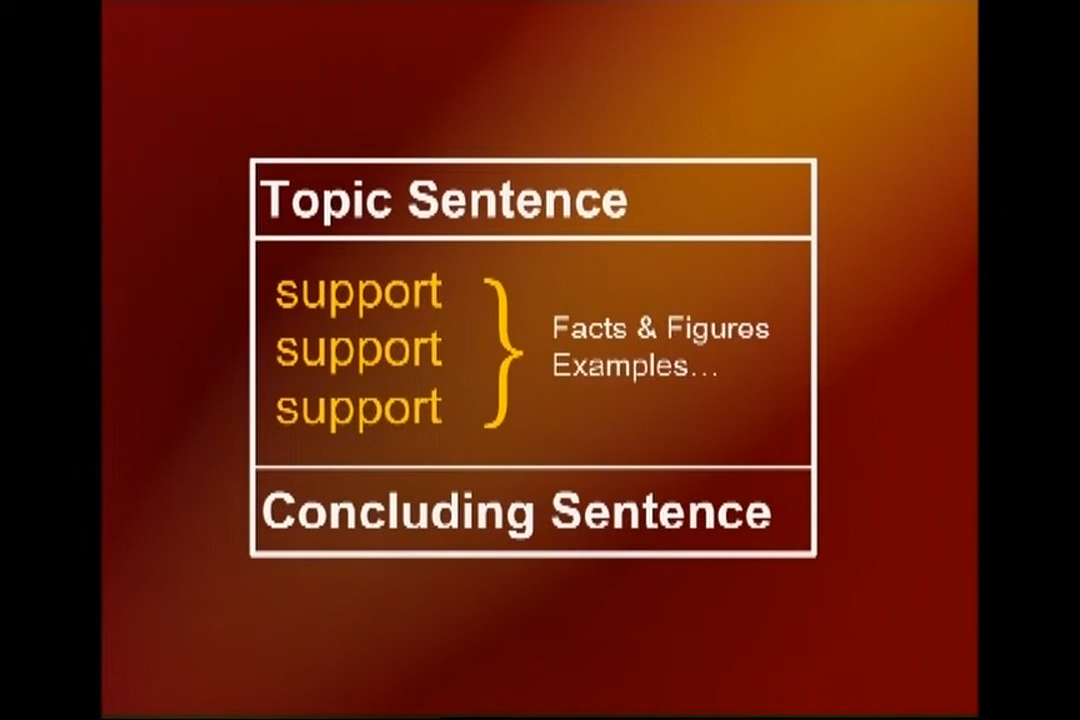 Topic Sentence
support
support
support
}
Facts & Figures
Examples...
Concluding Sentence